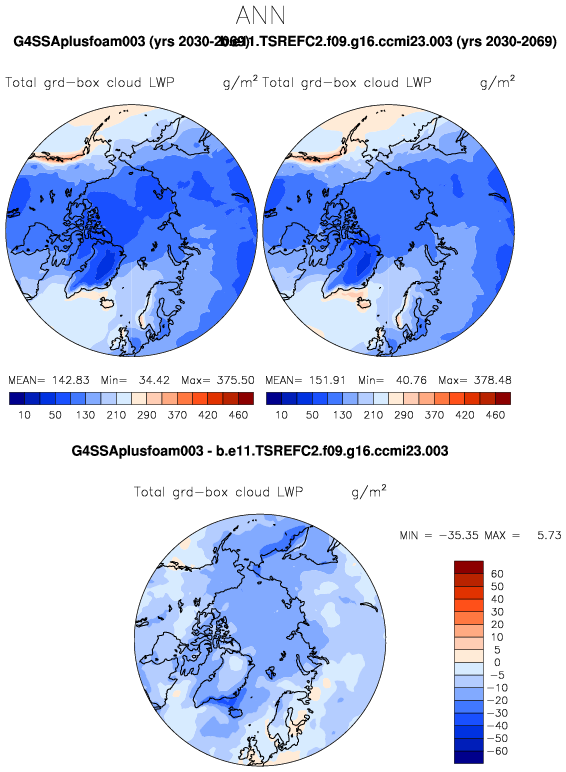 ANN
G4SSAplusfoam003 (yrs 2030-2069) b.e11.TSREFC2.f09.g16.ccmi23.003 (yrs 2030-2069)
Total grd-box cloud LWP g/m² Total grd-box cloud LWP g/m²
MEAN= 142.83 Min= 34.42 Max= 375.50 MEAN= 151.91 Min= 40.76 Max= 378.48
10 50 130 210 290 370 420 460 10 50 130 210 290 370 420 460
G4SSAplusfoam003 - b.e11.TSREFC2.f09.g16.ccmi23.003
Total grd-box cloud LWP g/m²
MIN = -35.35 MAX = 5.73
60
50
40
30
20
10
5
0
-5
-10
-20
-30
-40
-50
-60